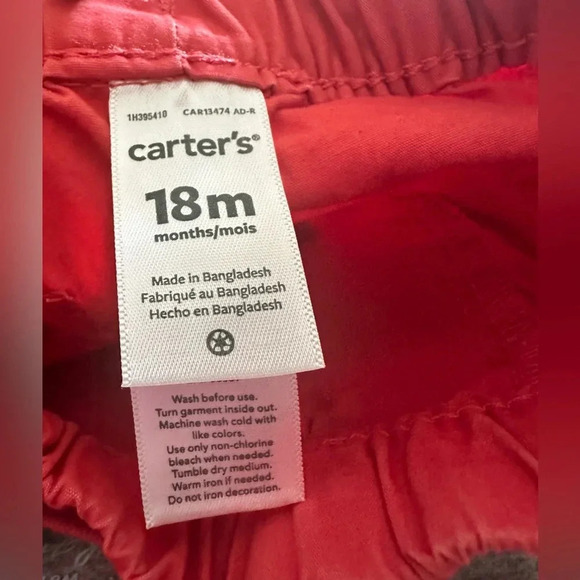 1H395410 CAR13474 AD-R
carter's®
18m
months/mois
Made in Bangladesh
Fabriqué au Bangladesh
Hecho en Bangladesh
Wash before use.
Turn garment inside out.
Machine wash cold with
like colors.
Use only non-chlorine
bleach when needed.
Tumble dry medium.
Warm iron if needed.
Do not iron decoration.